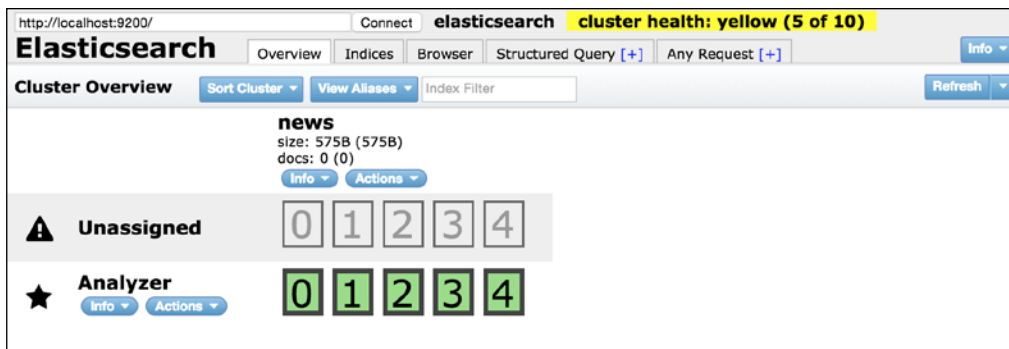 http://localhost:9200/ Connect elasticsearch cluster health: yellow (5 of 10)
Elasticsearch Overview Indices Browser Structured Query [+] Any Request [+] Info
Cluster Overview Sort Cluster View Aliases Index Filter Refresh
news
size: 575B (575B)
docs: 0 (0)
Info Actions
Unassigned 0 1 2 3 4
Analyzer 0 1 2 3 4
Info Actions